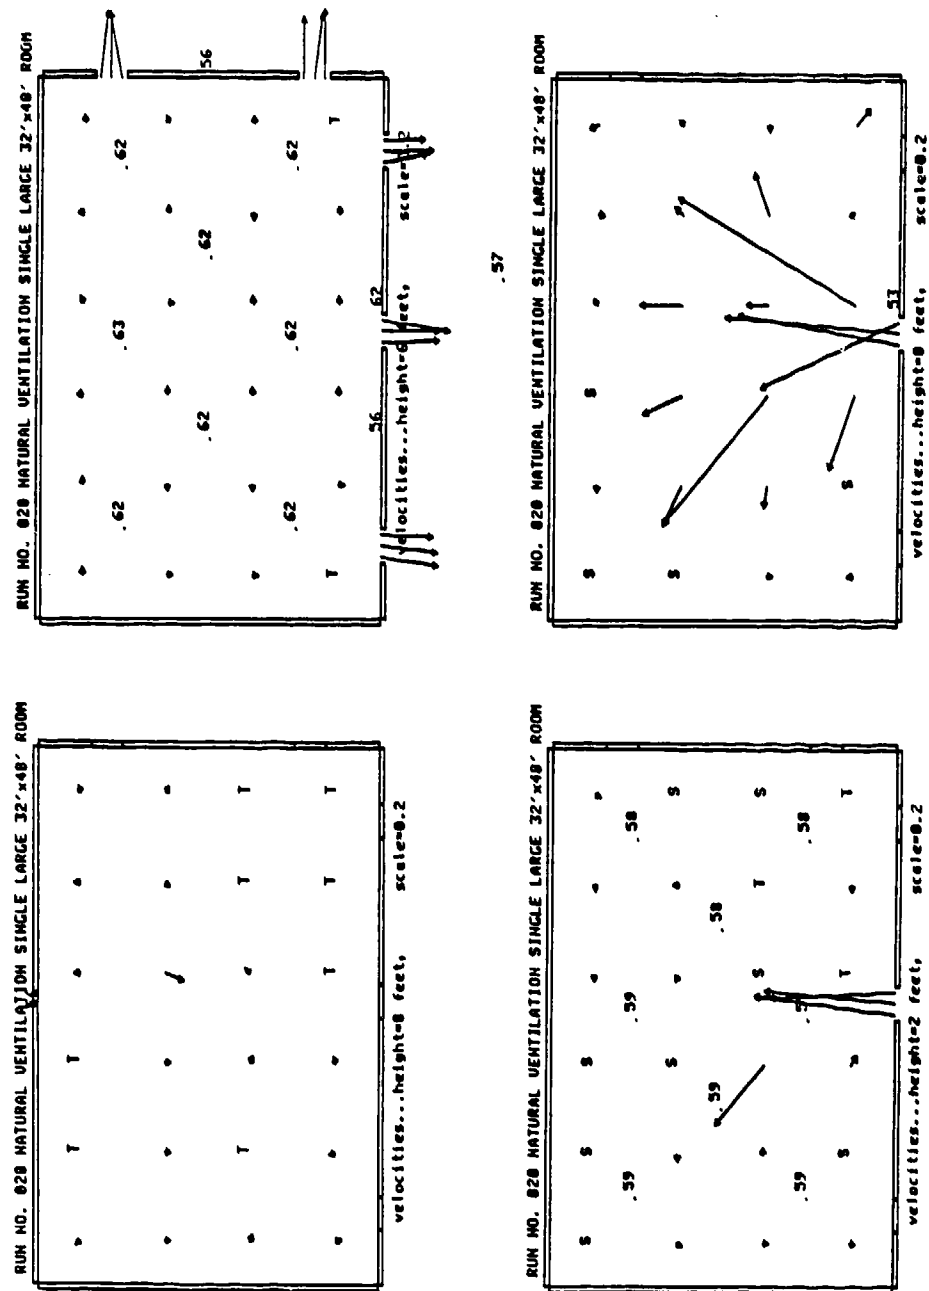 RUN NO. 020 NATURAL VENTILATION SINGLE LARGE 32'x48' ROOM
T T
T T T
T T T
velocities...height=8 feet, scale=0.2
RUN NO. 020 NATURAL VENTILATION SINGLE LARGE 32'x48' ROOM
.62 .63 .62
.62 .62 56
.62 .62 .62
T T
56 62
velocities...height=6 feet,
.57
RUN NO. 020 NATURAL VENTILATION SINGLE LARGE 32'x48' ROOM
S S
.59 .59 .58
S S
.59 .58
S T S
.59 .58
S T T
velocities...height=2 feet, scale=0.2
RUN NO. 020 NATURAL VENTILATION SINGLE LARGE 32'x48' ROOM
S S
S
S
53
velocities...height=0 feet, scale=0.2